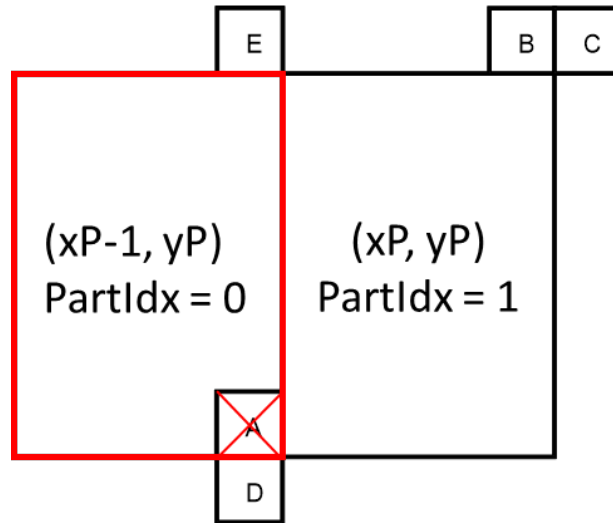 E
B
C
(xP-1, yP)
PartIdx = 0
(xP, yP)
PartIdx = 1
A
D